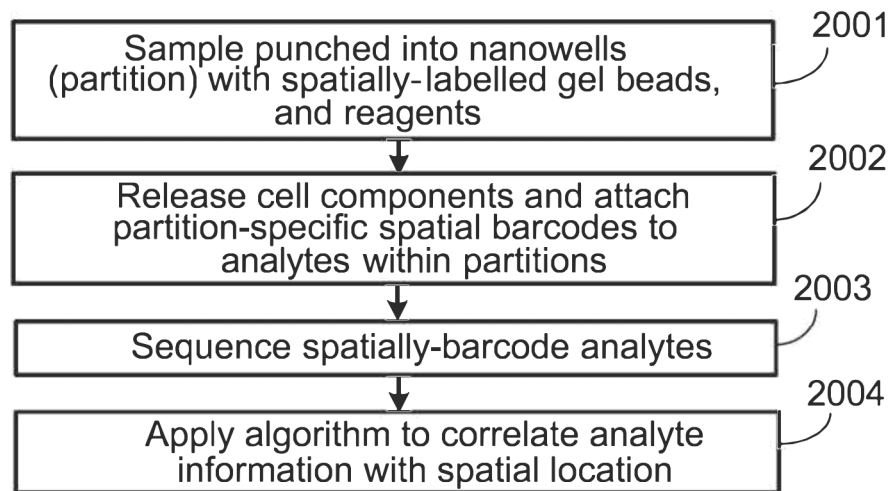 2001
Sample punched into nanowells
(partition) with spatially-labelled gel beads,
and reagents
2002
Release cell components and attach
partition-specific spatial barcodes to
analytes within partitions
2003
Sequence spatially-barcode analytes
2004
Apply algorithm to correlate analyte
information with spatial location